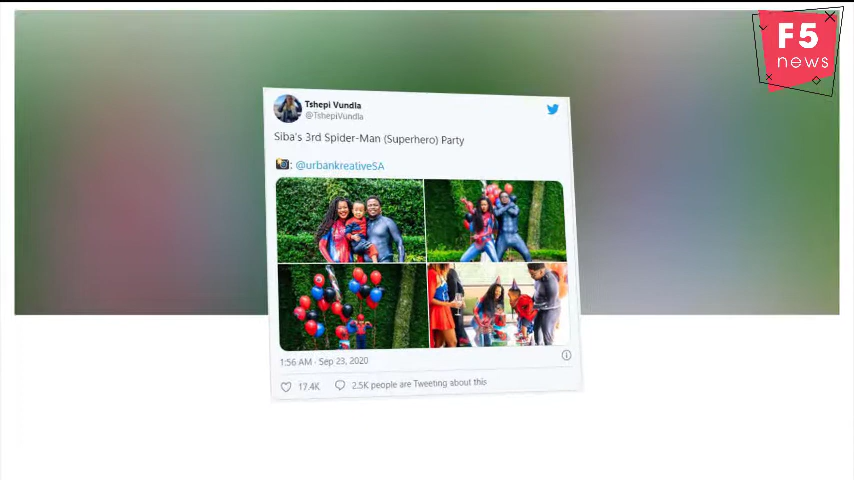 F5
news
Tshepi Vundla
@TshepiVundla
Siba's 3rd Spider-Man (Superhero) Party
: @urbankreativeSA
1:56 AM · Sep 23, 2020
17.4K 2.5K people are Tweeting about this